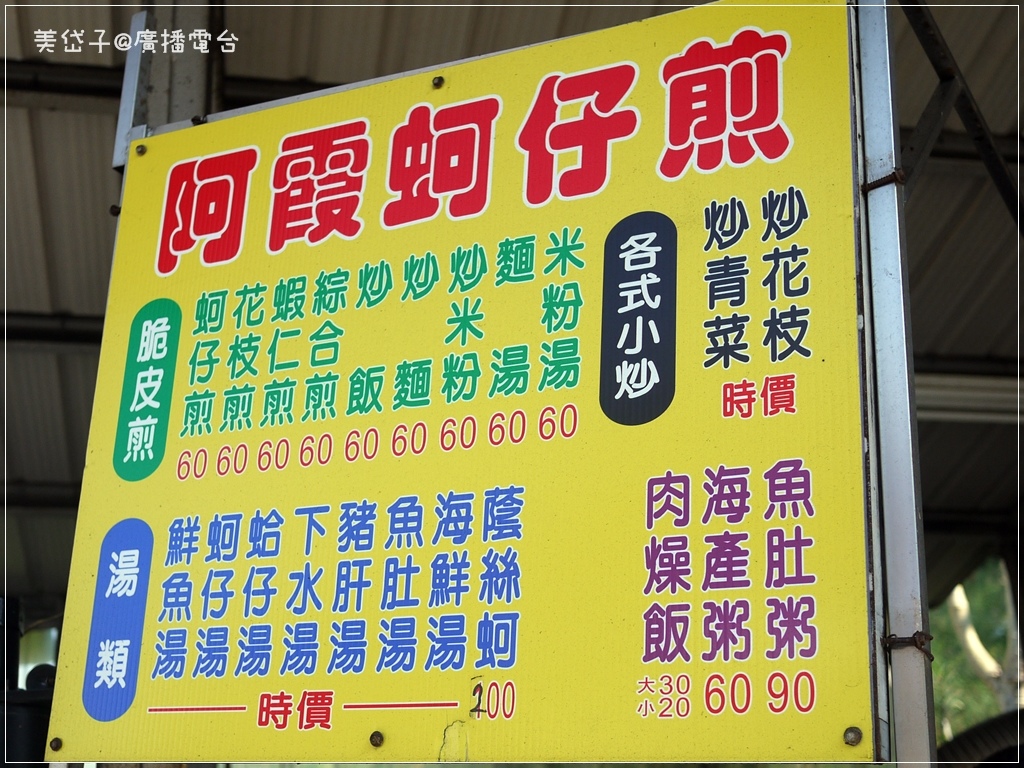 美岱子@廣播電台
阿霞蚵仔煎
脆皮煎
蚵仔煎 60
花枝煎 60
蝦仁煎 60
綜合煎 60
炒飯 60
炒麵 60
炒米粉 60
麵湯 60
米粉湯 60
各式小炒
炒青菜
炒花枝
時價
湯類
鮮魚湯
蚵仔湯
蛤仔湯
下水湯
豬肝湯
魚肚湯
海鮮湯
時價
蔭絲蚵 200
肉燥飯 大30 小20
海產粥 60
魚肚粥 90